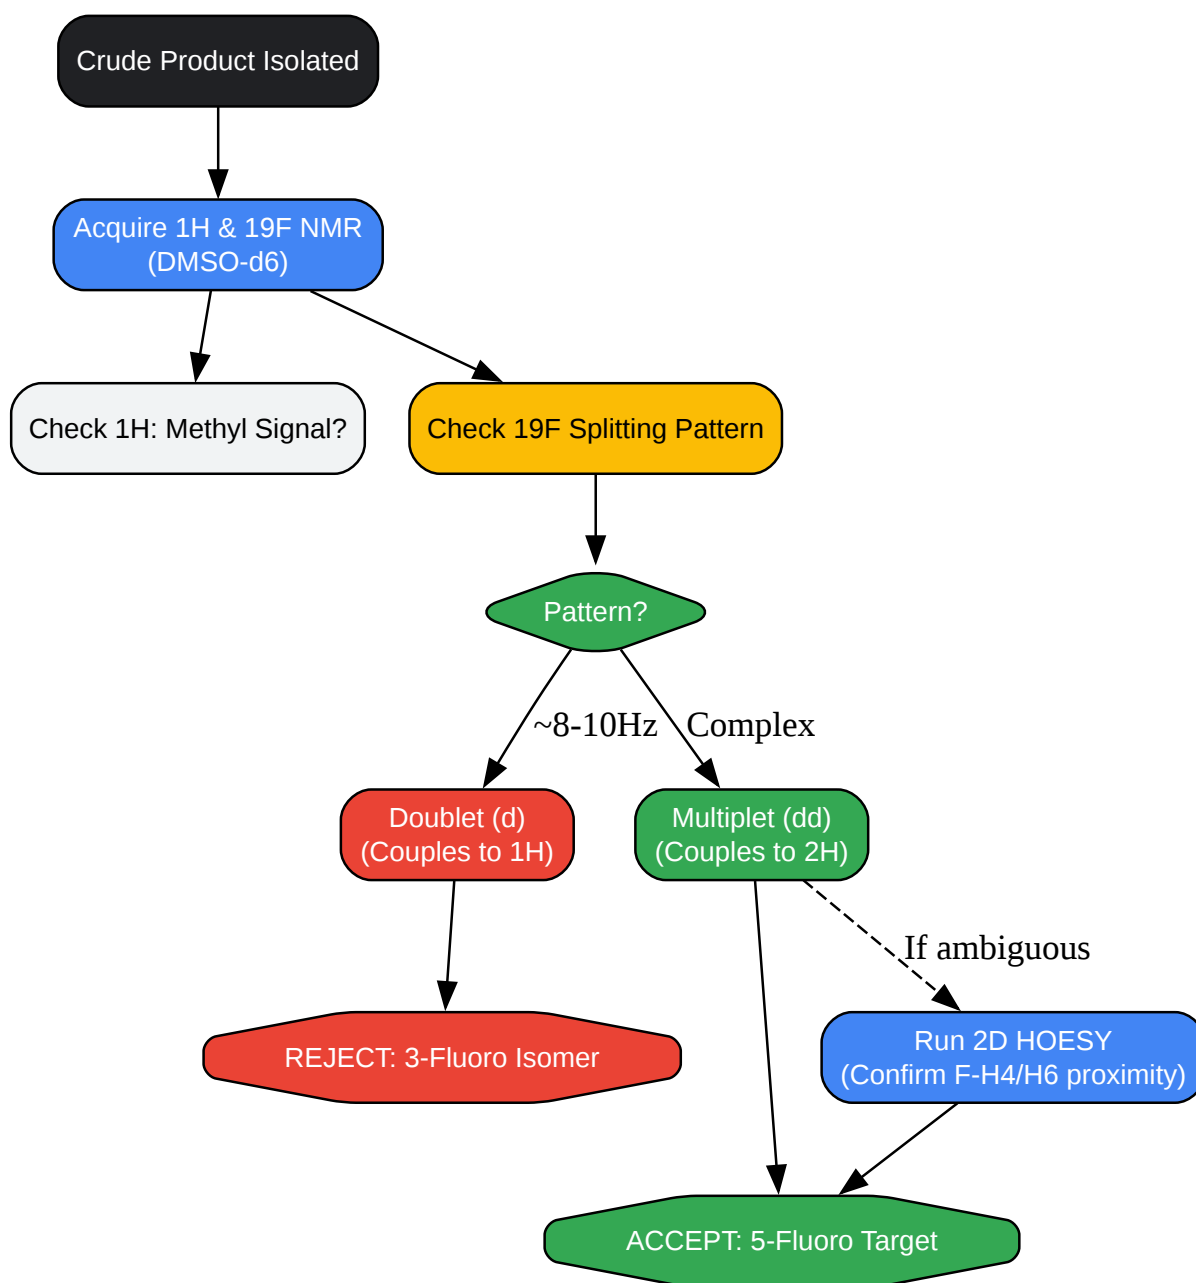 Crude Product Isolated
Acquire 1H & 19F NMR
(DMSO-d6)
Check 1H: Methyl Signal?
Check 19F Splitting Pattern
Pattern?
~8-10Hz
Complex
Doublet (d)
(Couples to 1H)
Multiplet (dd)
(Couples to 2H)
If ambiguous
REJECT: 3-Fluoro Isomer
Run 2D HOESY
(Confirm F-H4/H6 proximity)
ACCEPT: 5-Fluoro Target